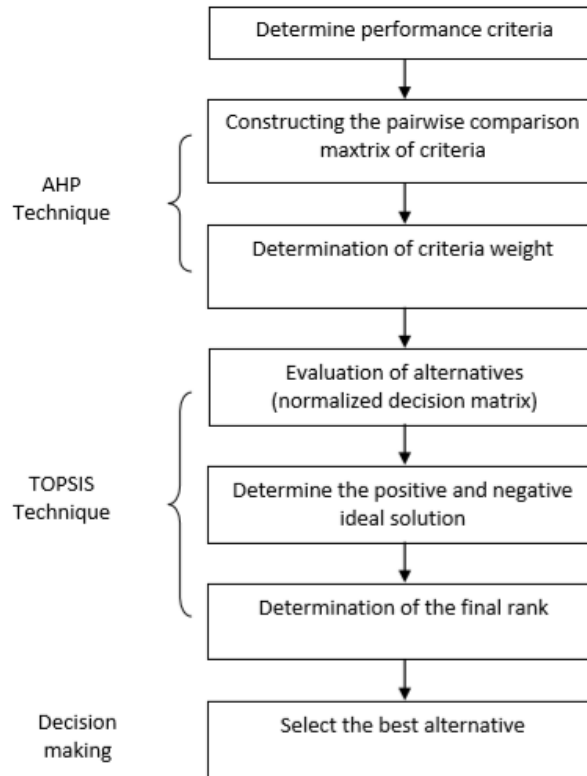 Determine performance criteria
Constructing the pairwise comparison
maxtrix of criteria
AHP
Technique
Determination of criteria weight
Evaluation of alternatives
(normalized decision matrix)
TOPSIS
Technique
Determine the positive and negative
ideal solution
Determination of the final rank
Decision
making
Select the best alternative